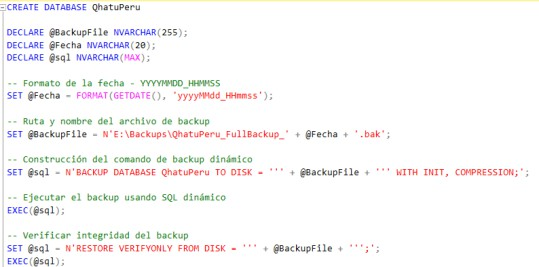 CREATE DATABASE QhatuPeru
DECLARE @BackupFile NVARCHAR(255);
DECLARE @Fecha NVARCHAR(20);
DECLARE @sql NVARCHAR(MAX);
-- Formato de la fecha - YYYYMMDD_HHMMSS
SET @Fecha = FORMAT(GETDATE(), 'yyyyMMdd_HHmmss');
-- Ruta y nombre del archivo de backup
SET @BackupFile = N'E:\Backups\QhatuPeru_FullBackup_' + @Fecha + '.bak';
-- Construcción del comando de backup dinámico
SET @sql = N'BACKUP DATABASE QhatuPeru TO DISK = ''' + @BackupFile + ''' WITH INIT, COMPRESSION;';
-- Ejecutar el backup usando SQL dinámico
EXEC(@sql);
-- Verificar integridad del backup
SET @sql = N'RESTORE VERIFYONLY FROM DISK = ''' + @BackupFile + ''';';
EXEC(@sql);